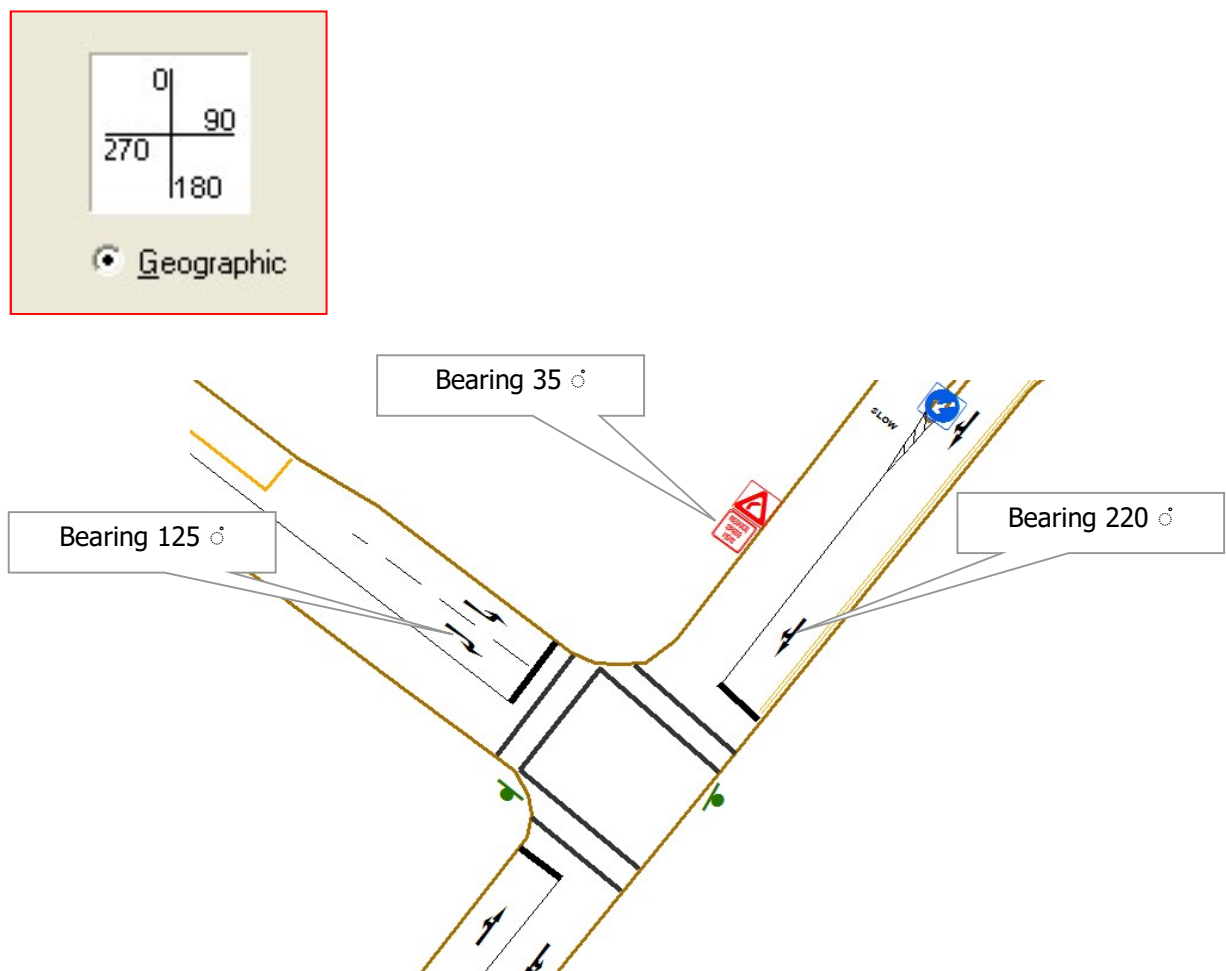 0
90
270
180
Geographic
Bearing 35 ஂ
SLOW
Bearing 125 ஂ
Bearing 220 ஂ